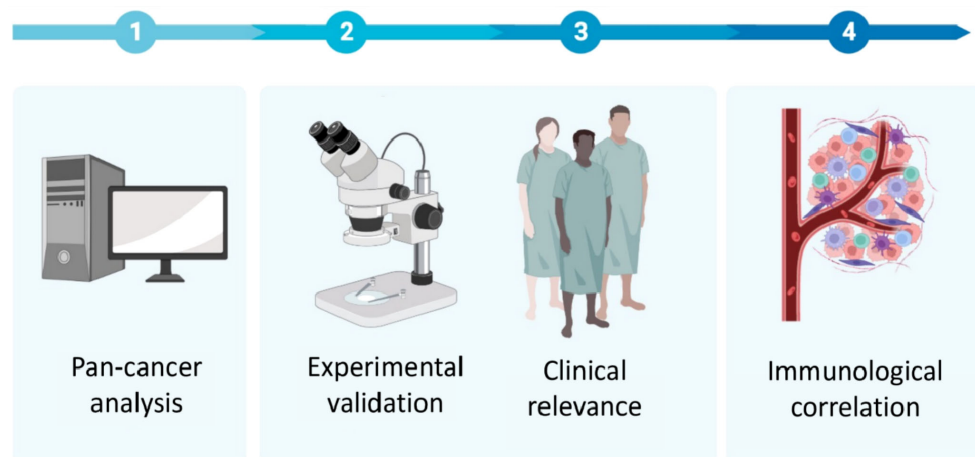 1
2
3
4
Pan-cancer
analysis
Experimental
validation
Clinical
relevance
Immunological
correlation